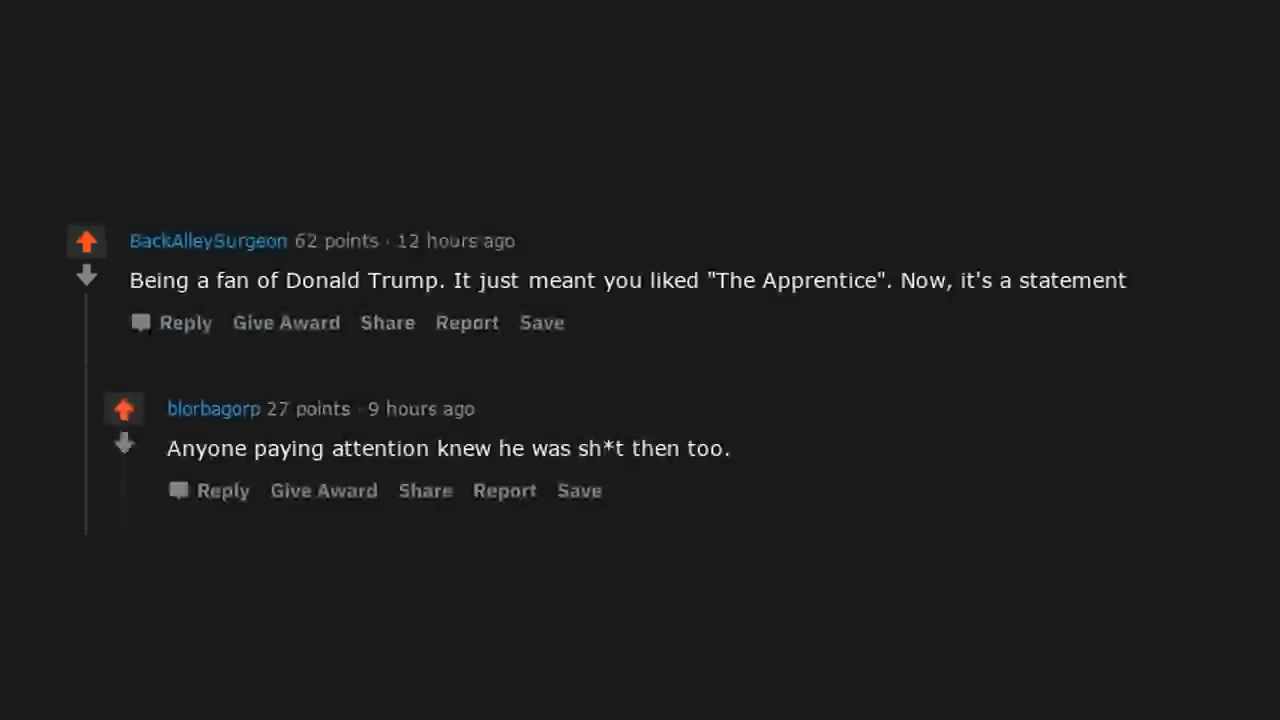 BackAlleySurgeon 62 points · 12 hours ago
Being a fan of Donald Trump. It just meant you liked "The Apprentice". Now, it's a statement
Reply Give Award Share Report Save
blorbagorp 27 points · 9 hours ago
Anyone paying attention knew he was sh*t then too.
Reply Give Award Share Report Save